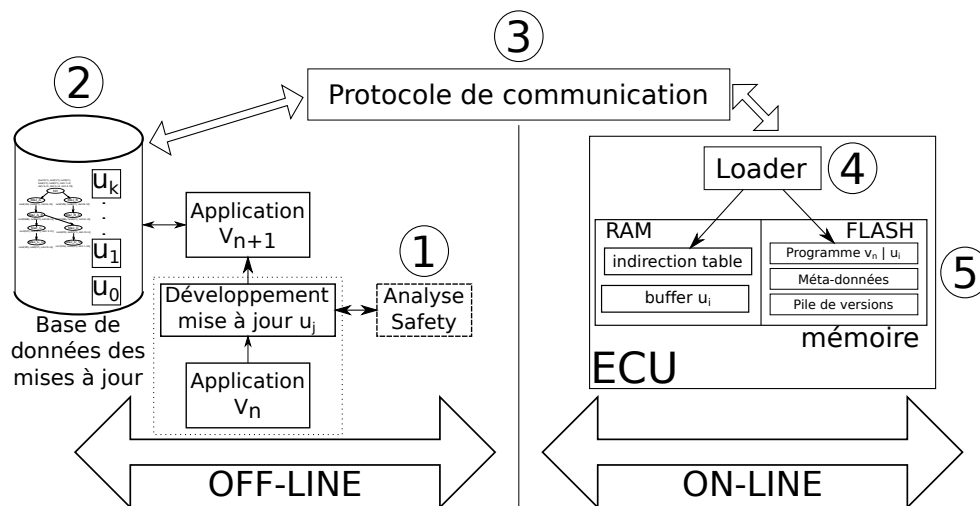 3
Protocole de communication
2
u_k
.
.
.
u_1
u_0
Base de
données des
mises à jour
Application
V_{n+1}
1
Développement
mise à jour u_j
Analyse
Safety
Application
V_n
OFF-LINE
Loader
4
RAM
indirection table
buffer u_i
FLASH
Programme v_n | u_i
Méta-données
Pile de versions
5
mémoire
ECU
ON-LINE